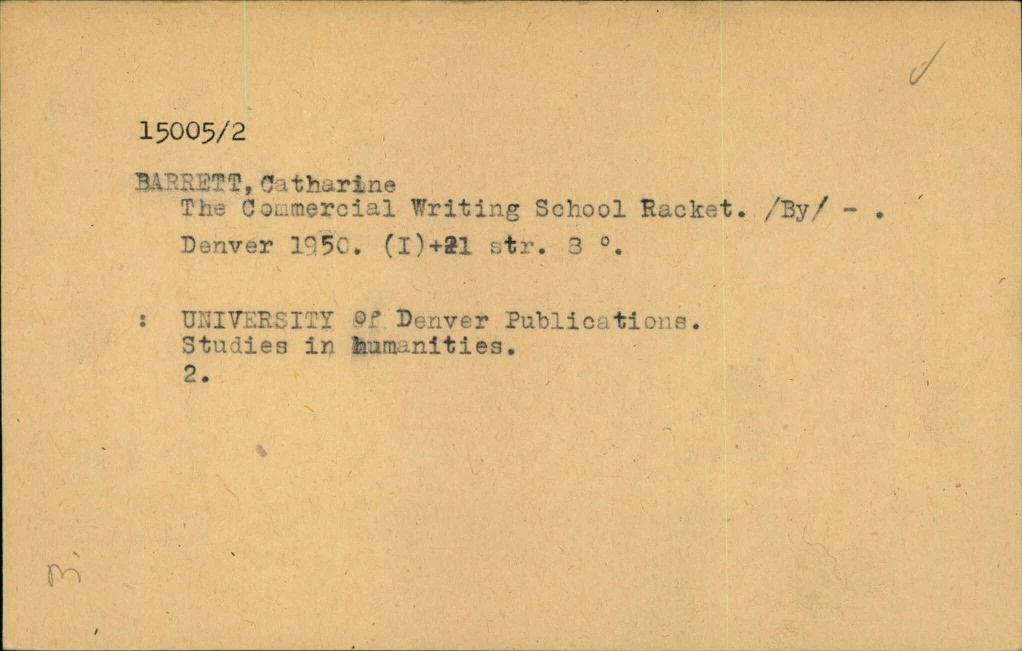 15005/2
BARRETT, Catharine
The Commercial Writing School Racket. /By/ - .
Denver 1950. (I)+21 str. 8 °.
: UNIVERSITY of Denver Publications.
Studies in humanities.
2.